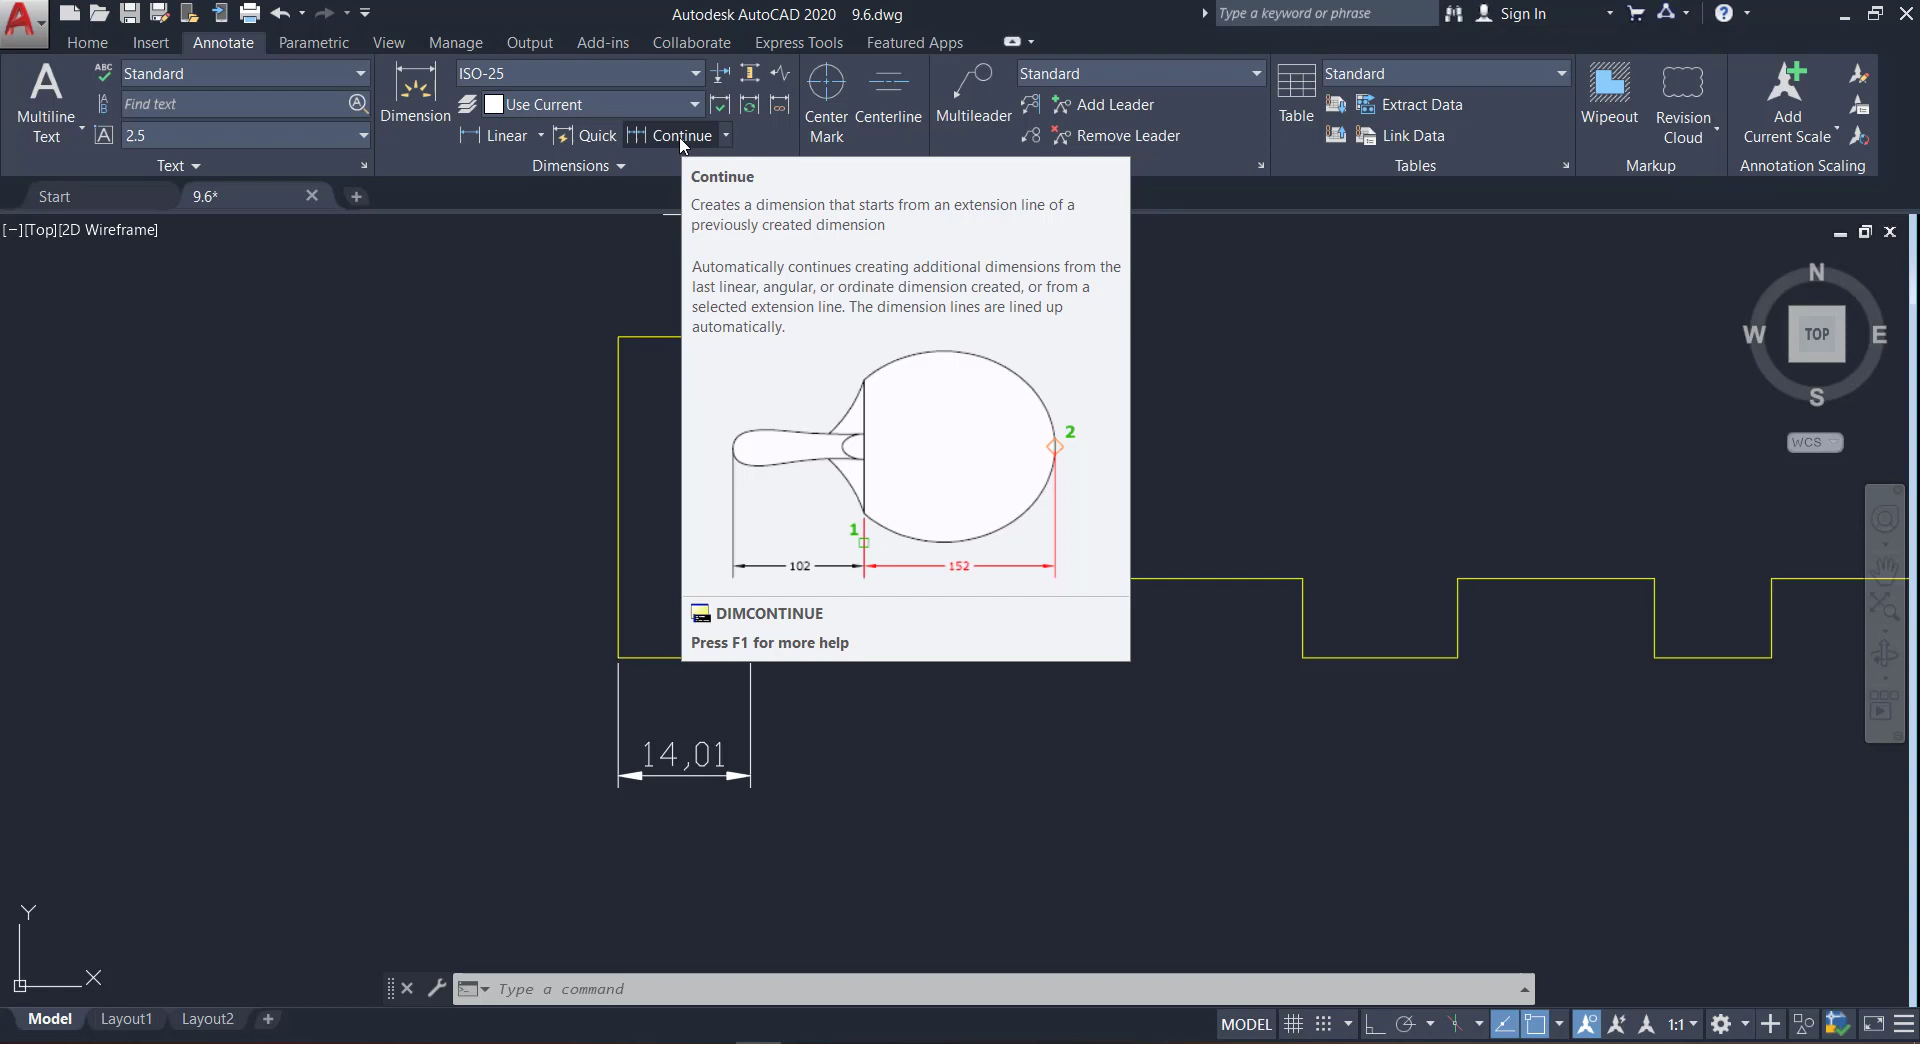 Autodesk AutoCAD 2020 9.6.dwg
Type a keyword or phrase
Sign In
Home Insert Annotate Parametric View Manage Output Add-ins Collaborate Express Tools Featured Apps
Multiline
Text
ABC
Standard
Find text
2.5
Text
Dimension
ISO-25
Use Current
Linear Quick Continue
Dimensions
Center
Mark
Centerline
Multileader
Standard
Add Leader
Remove Leader
Table
Standard
Extract Data
Link Data
Tables
Wipeout
Revision
Cloud
Markup
Add
Current Scale
Annotation Scaling
Start 9.6*
[−][Top][2D Wireframe]
Continue
Creates a dimension that starts from an extension line of a
previously created dimension
Automatically continues creating additional dimensions from the
last linear, angular, or ordinate dimension created, or from a
selected extension line. The dimension lines are lined up
automatically.
2
1
102 152
DIMCONTINUE
Press F1 for more help
N
W TOP E
S
WCS
14,01
Y
X
Type a command
Model Layout1 Layout2
MODEL 1:1